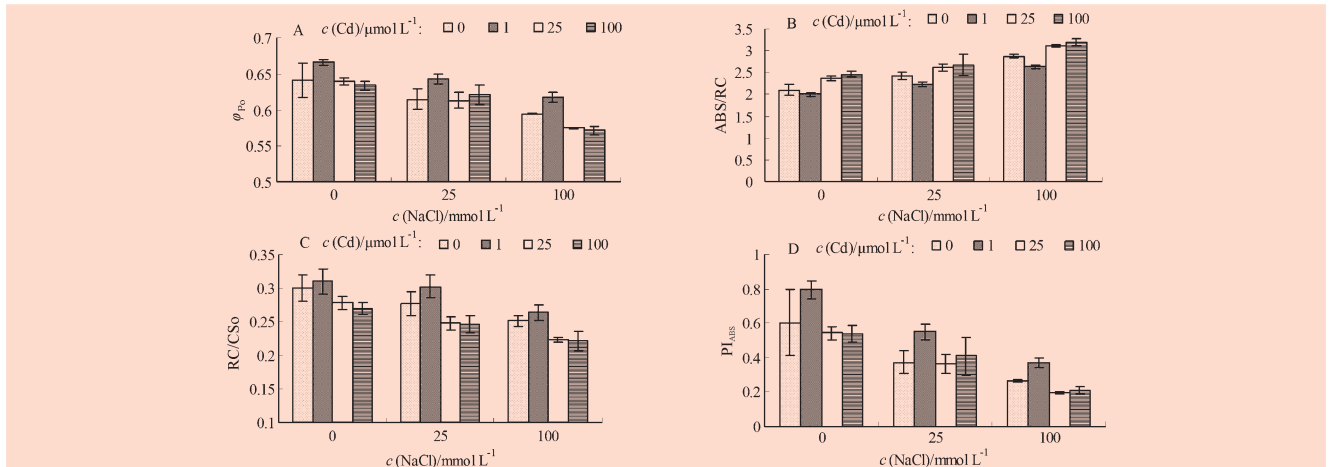 A c (Cd)/μmol L⁻¹: 0 1 25 100
0.7
0.65
0.6
0.55
0.5
φPo
0 25 100
c (NaCl)/mmol L⁻¹
B c (Cd)/μmol L⁻¹: 0 1 25 100
3.5
3
2.5
2
1.5
1
0.5
0
ABS/RC
0 25 100
c (NaCl)/mmol L⁻¹
C c (Cd)/μmol L⁻¹: 0 1 25 100
0.35
0.3
0.25
0.2
0.15
0.1
RC/CSo
0 25 100
c (NaCl)/mmol L⁻¹
D c (Cd)/μmol L⁻¹: 0 1 25 100
1
0.8
0.6
0.4
0.2
0
PIABS
0 25 100
c (NaCl)/mmol L⁻¹